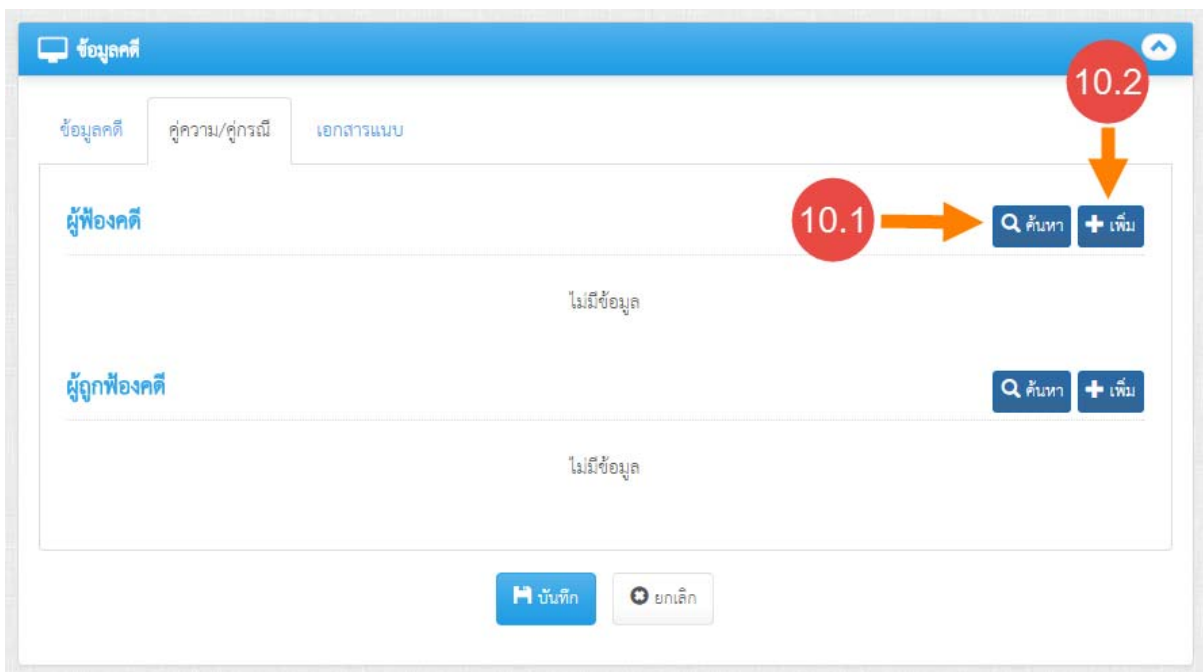 ข้อมูลคดี
10.2
ข้อมูลคดี คู่ความ/คู่กรณี เอกสารแนบ
ผู้ฟ้องคดี 10.1 ค้นหา เพิ่ม
ไม่มีข้อมูล
ผู้ถูกฟ้องคดี ค้นหา เพิ่ม
ไม่มีข้อมูล
บันทึก ยกเลิก